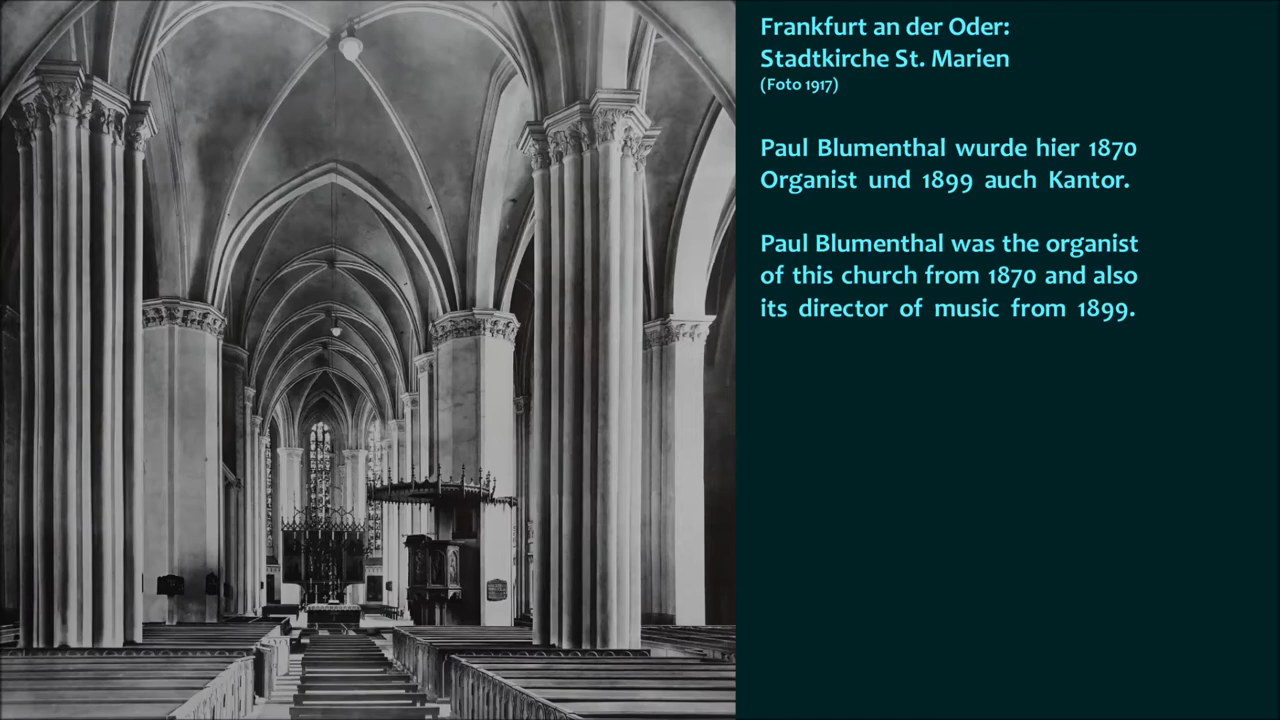 Frankfurt an der Oder:
Stadtkirche St. Marien
(Foto 1917)
Paul Blumenthal wurde hier 1870
Organist und 1899 auch Kantor.
Paul Blumenthal was the organist
of this church from 1870 and also
its director of music from 1899.